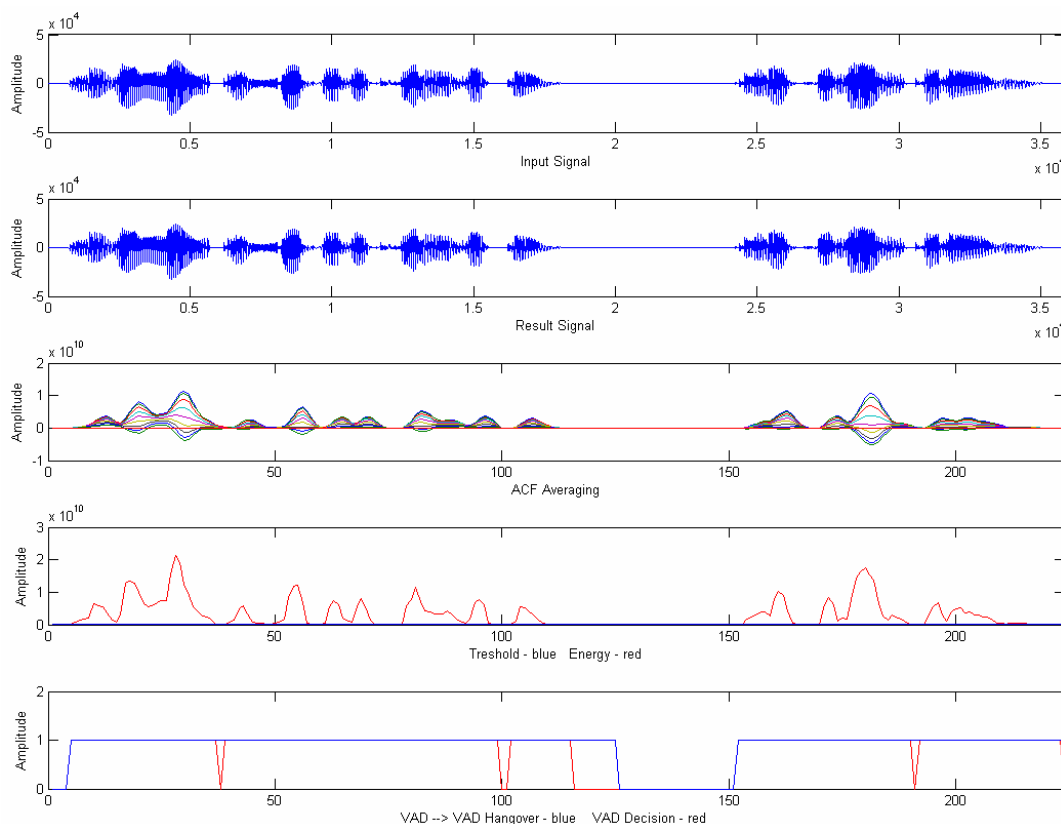 x 10^4
5
0
-5
Amplitude
0 0.5 1 1.5 2 2.5 3 3.5
Input Signal
x 10
x 10^4
5
0
-5
Amplitude
0 0.5 1 1.5 2 2.5 3 3.5
Result Signal
x 10
x 10^10
2
1
0
-1
Amplitude
0 50 100 150 200
ACF Averaging
x 10^10
3
2
1
0
Amplitude
0 50 100 150 200
Treshold - blue Energy - red
2
1
0
Amplitude
0 50 100 150 200
VAD --> VAD Hangover - blue VAD Decision - red